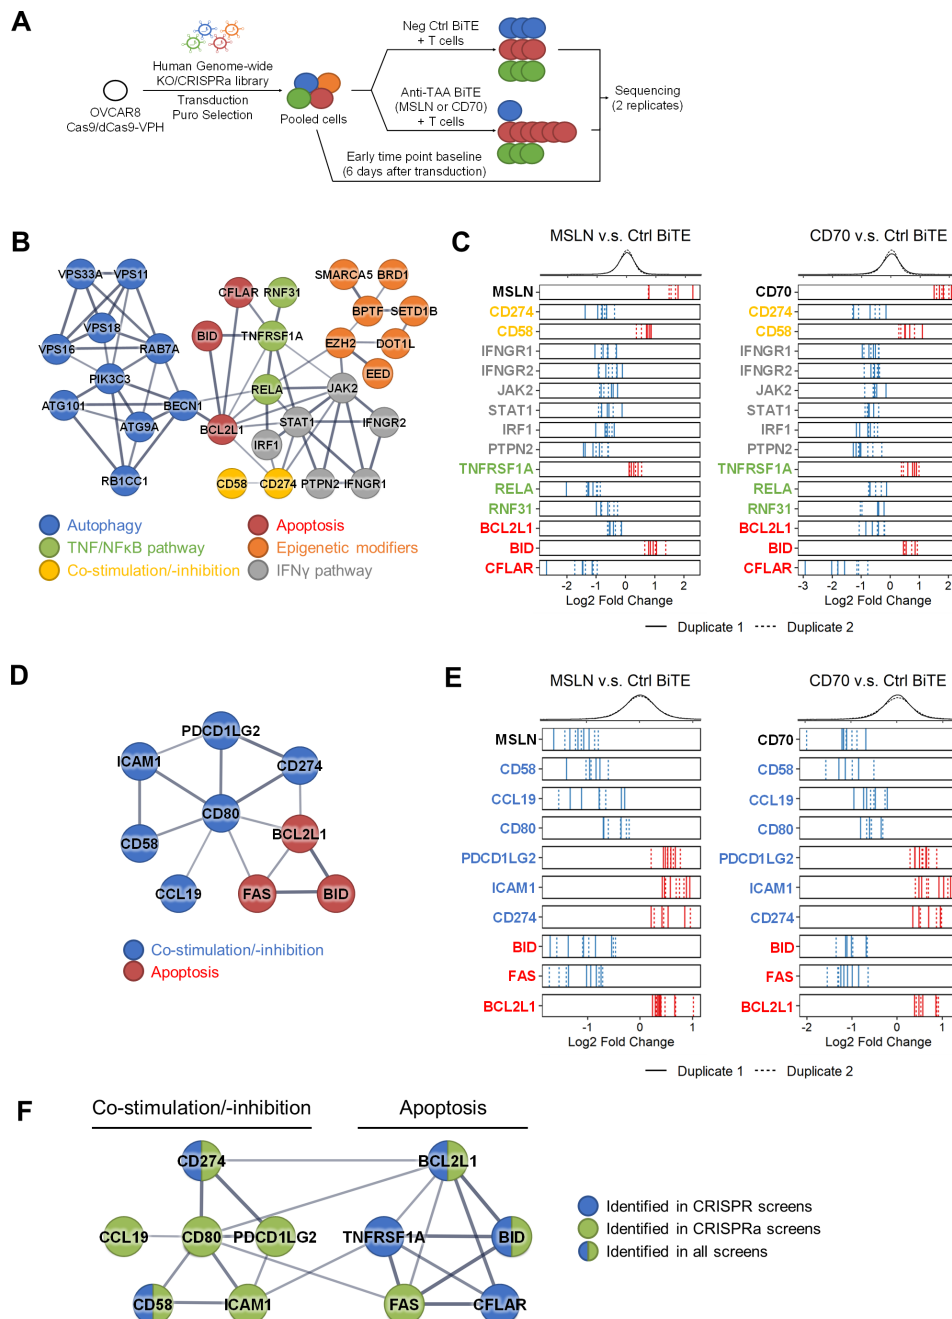 A
Human Genome-wide
KO/CRISPRa library
Transduction
Puro Selection
OVCAR8
Cas9/dCas9-VPH
Pooled cells
Neg Ctrl BiTE
+ T cells
Anti-TAA BiTE
(MSLN or CD70)
+ T cells
Early time point baseline
(6 days after transduction)
Sequencing
(2 replicates)
B
VPS33A
VPS11
VPS18
VPS16
RAB7A
PIK3C3
ATG101
BECN1
ATG9A
RB1CC1
CFLAR
RNF31
BID
TNFRSF1A
RELA
BCL2L1
IRF1
STAT1
JAK2
IFNGR2
CD58
CD274
PTPN2
IFNGR1
SMARCA5
BRD1
BPTF
SETD1B
EZH2
DOT1L
EED
Autophagy
TNF/NFκB pathway
Co-stimulation/-inhibition
Apoptosis
Epigenetic modifiers
IFNγ pathway
C
MSLN v.s. Ctrl BiTE
MSLN
CD274
CD58
IFNGR1
IFNGR2
JAK2
STAT1
IRF1
PTPN2
TNFRSF1A
RELA
RNF31
BCL2L1
BID
CFLAR
-2 -1 0 1 2
Log2 Fold Change
CD70 v.s. Ctrl BiTE
CD70
CD274
CD58
IFNGR1
IFNGR2
JAK2
STAT1
IRF1
PTPN2
TNFRSF1A
RELA
RNF31
BCL2L1
BID
CFLAR
-3 -2 -1 0 1 2
Log2 Fold Change
Duplicate 1 Duplicate 2
D
PDCD1LG2
ICAM1
CD274
CD80
BCL2L1
CD58
CCL19
FAS
BID
Co-stimulation/-inhibition
Apoptosis
E
MSLN v.s. Ctrl BiTE
MSLN
CD58
CCL19
CD80
PDCD1LG2
ICAM1
CD274
BID
FAS
BCL2L1
-1 0 1
Log2 Fold Change
CD70 v.s. Ctrl BiTE
CD70
CD58
CCL19
CD80
PDCD1LG2
ICAM1
CD274
BID
FAS
BCL2L1
-2 -1 0 1
Log2 Fold Change
Duplicate 1 Duplicate 2
F
Co-stimulation/-inhibition
Apoptosis
CD274
BCL2L1
CCL19
CD80
PDCD1LG2
TNFRSF1A
BID
CD58
ICAM1
FAS
CFLAR
Identified in CRISPR screens
Identified in CRISPRa screens
Identified in all screens